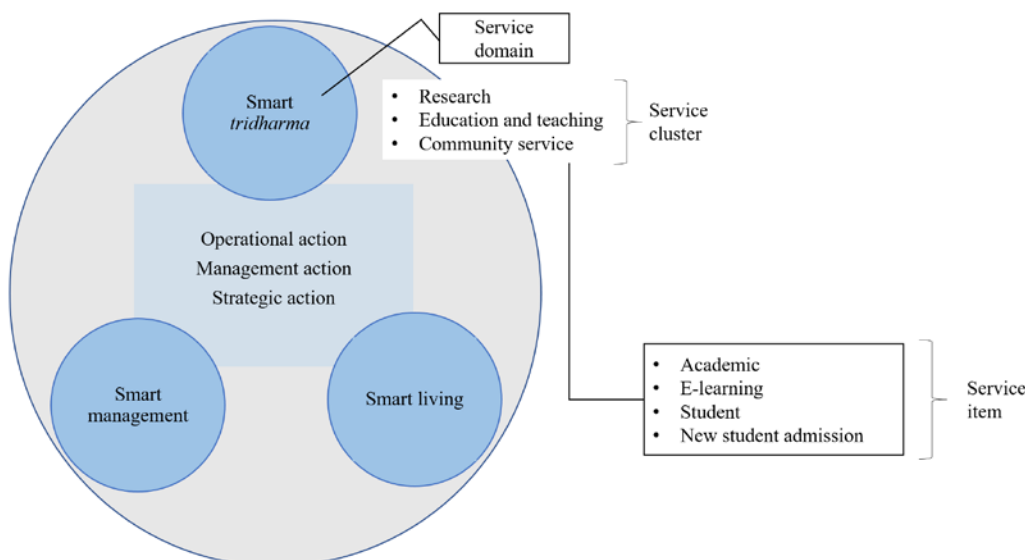 Service
domain
Smart
tridharma
• Research
• Education and teaching
• Community service
Service
cluster
Operational action
Management action
Strategic action
Smart
management
Smart living
• Academic
• E-learning
• Student
• New student admission
Service
item